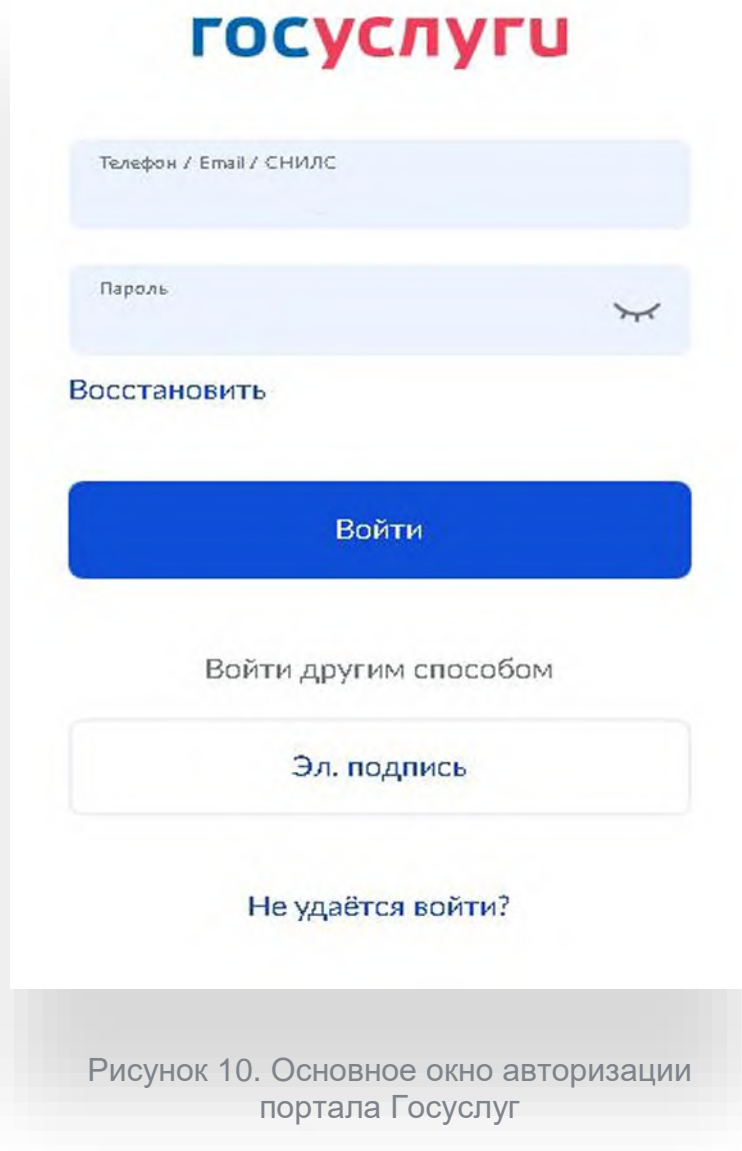 госуслуги
Телефон / Email / СНИЛС
Пароль
Восстановить
Войти
Войти другим способом
Эл. подпись
Не удаётся войти?
Рисунок 10. Основное окно авторизации
портала Госуслуг